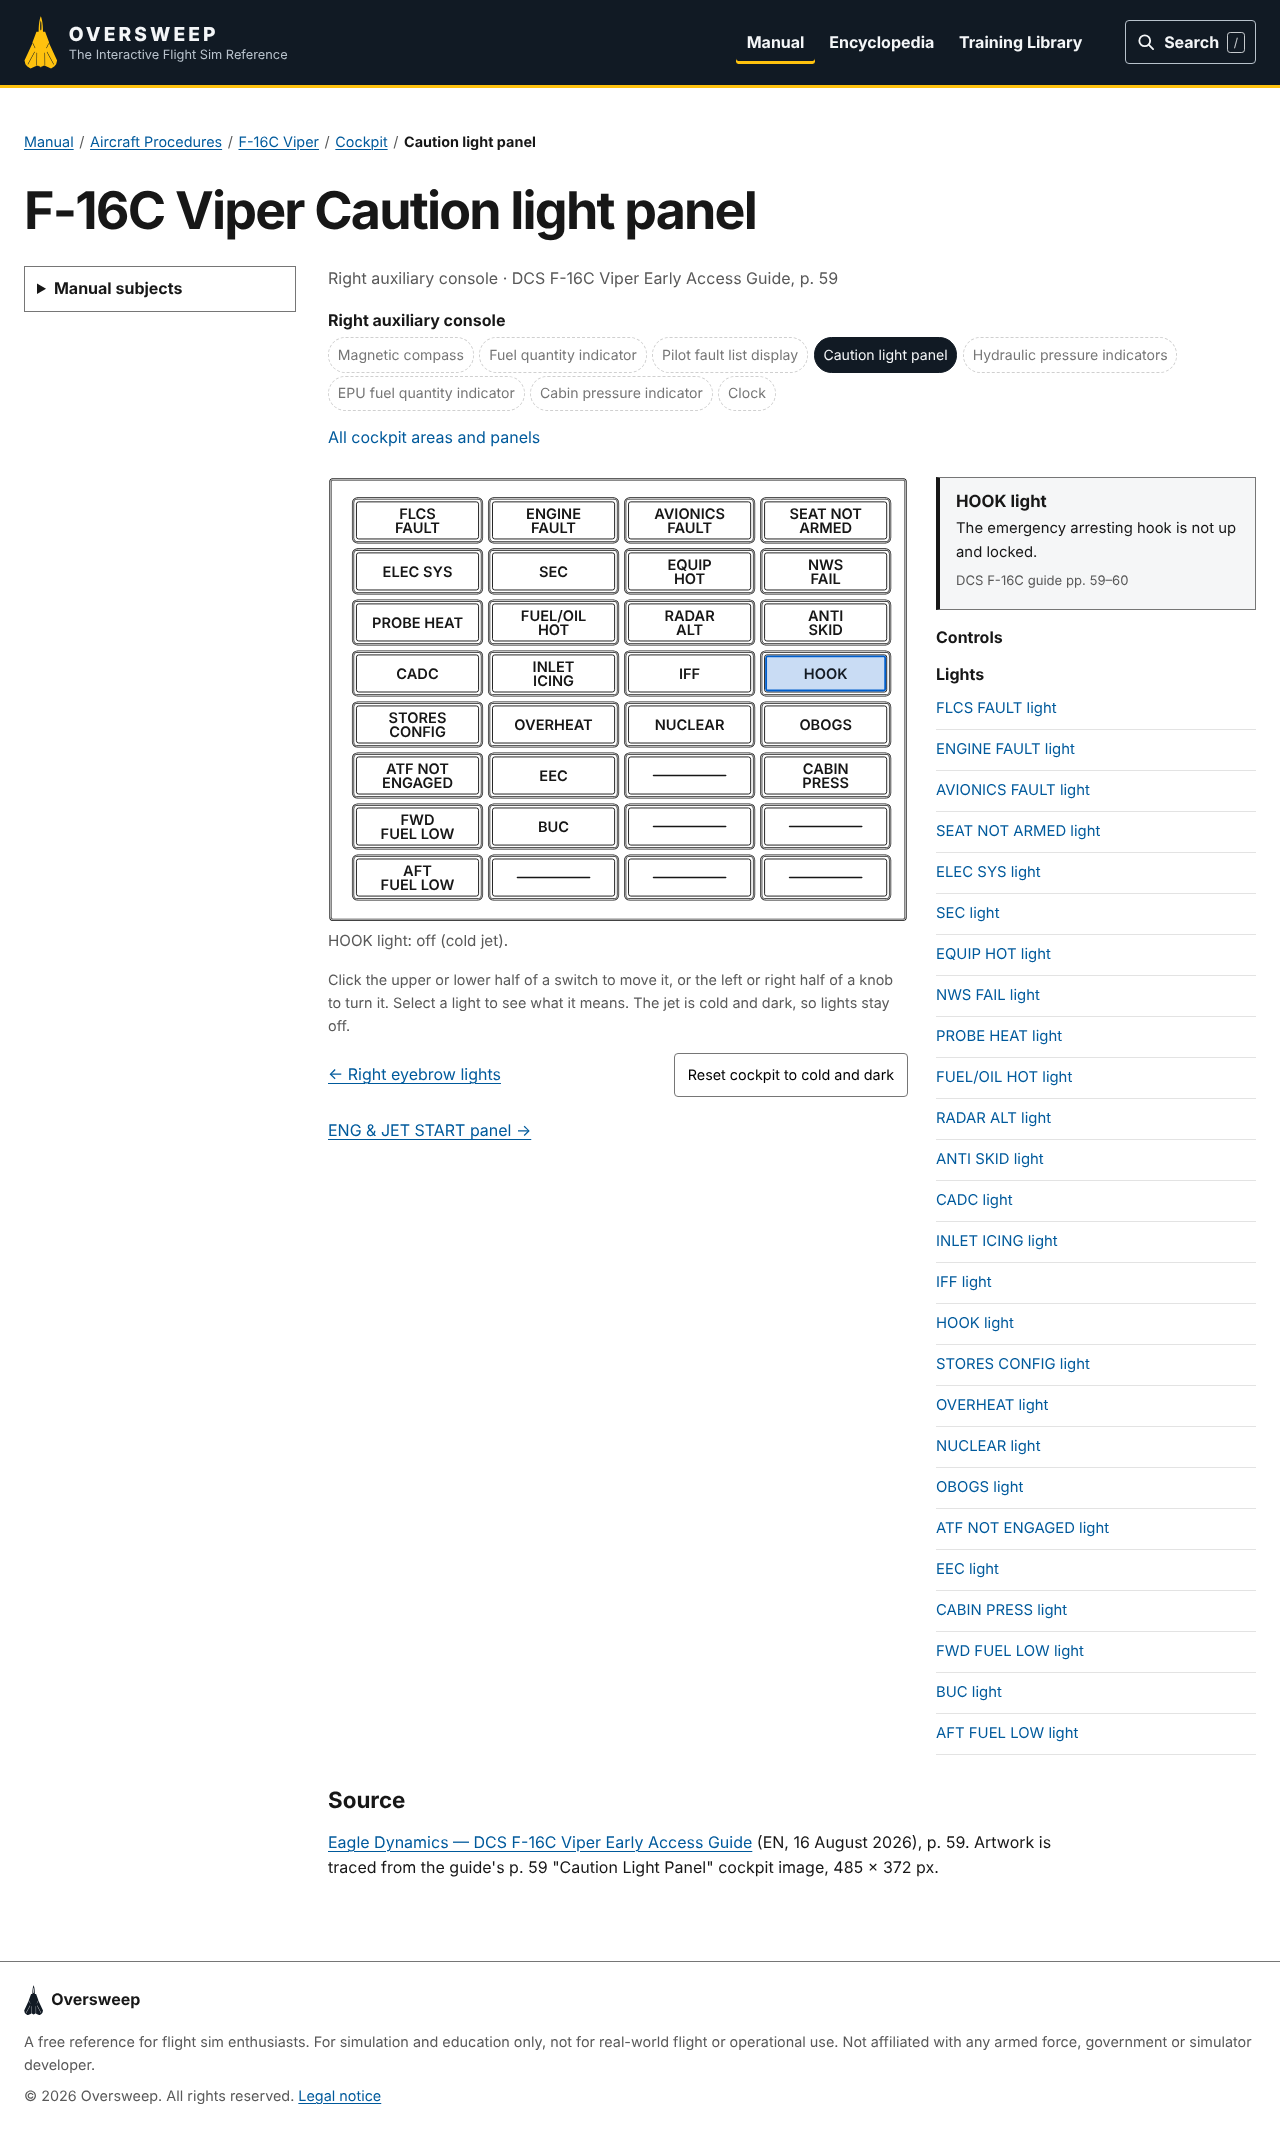 OVERSWEEP
The Interactive Flight Sim Reference
Manual
Encyclopedia
Training Library
Search /
Manual / Aircraft Procedures / F-16C Viper / Cockpit / Caution light panel
F-16C Viper Caution light panel
Manual subjects
Right auxiliary console · DCS F-16C Viper Early Access Guide, p. 59
Right auxiliary console
Magnetic compass
Fuel quantity indicator
Pilot fault list display
Caution light panel
Hydraulic pressure indicators
EPU fuel quantity indicator
Cabin pressure indicator
Clock
All cockpit areas and panels
FLCS
FAULT
ENGINE
FAULT
AVIONICS
FAULT
SEAT NOT
ARMED
ELEC SYS
SEC
EQUIP
HOT
NWS
FAIL
PROBE HEAT
FUEL/OIL
HOT
RADAR
ALT
ANTI
SKID
CADC
INLET
ICING
IFF
HOOK
STORES
CONFIG
OVERHEAT
NUCLEAR
OBOGS
ATF NOT
ENGAGED
EEC
CABIN
PRESS
FWD
FUEL LOW
BUC
AFT
FUEL LOW
HOOK light: off (cold jet).
Click the upper or lower half of a switch to move it, or the left or right half of a knob
to turn it. Select a light to see what it means. The jet is cold and dark, so lights stay
off.
← Right eyebrow lights
Reset cockpit to cold and dark
ENG & JET START panel →
HOOK light
The emergency arresting hook is not up
and locked.
DCS F-16C guide pp. 59–60
Controls
Lights
FLCS FAULT light
ENGINE FAULT light
AVIONICS FAULT light
SEAT NOT ARMED light
ELEC SYS light
SEC light
EQUIP HOT light
NWS FAIL light
PROBE HEAT light
FUEL/OIL HOT light
RADAR ALT light
ANTI SKID light
CADC light
INLET ICING light
IFF light
HOOK light
STORES CONFIG light
OVERHEAT light
NUCLEAR light
OBOGS light
ATF NOT ENGAGED light
EEC light
CABIN PRESS light
FWD FUEL LOW light
BUC light
AFT FUEL LOW light
Source
Eagle Dynamics — DCS F-16C Viper Early Access Guide (EN, 16 August 2026), p. 59. Artwork is
traced from the guide's p. 59 "Caution Light Panel" cockpit image, 485 × 372 px.
Oversweep
A free reference for flight sim enthusiasts. For simulation and education only, not for real-world flight or operational use. Not affiliated with any armed force, government or simulator
developer.
© 2026 Oversweep. All rights reserved. Legal notice